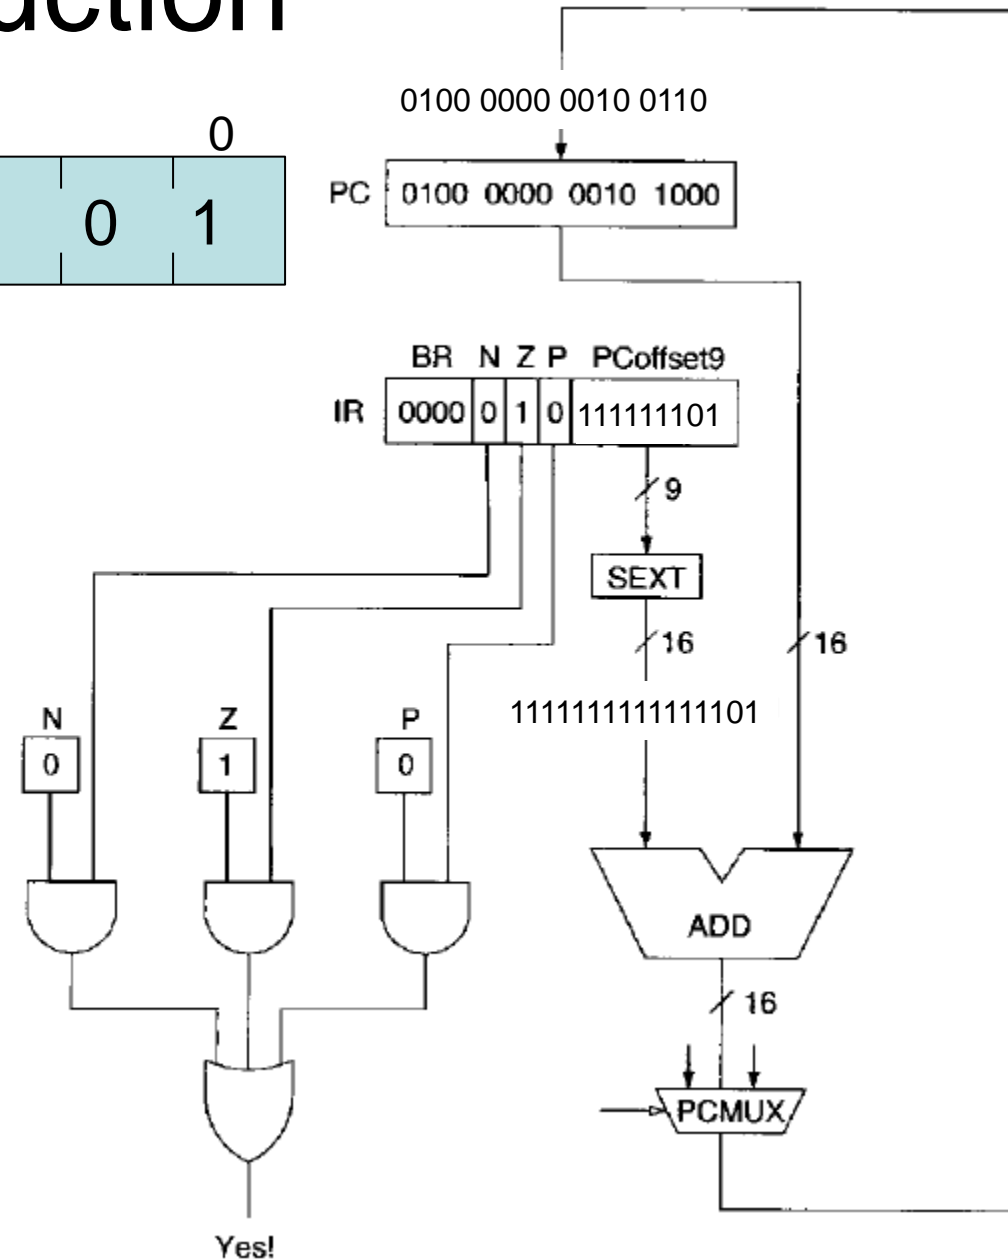 uction
0100 0000 0010 0110
0
PC 0100 0000 0010 1000
0 1
BR N Z P PCoffset9
IR 0000 0 1 0 111111101
9
SEXT
16 16
1111111111111101
N Z P
0 1 0
ADD
16
PCMUX
Yes!